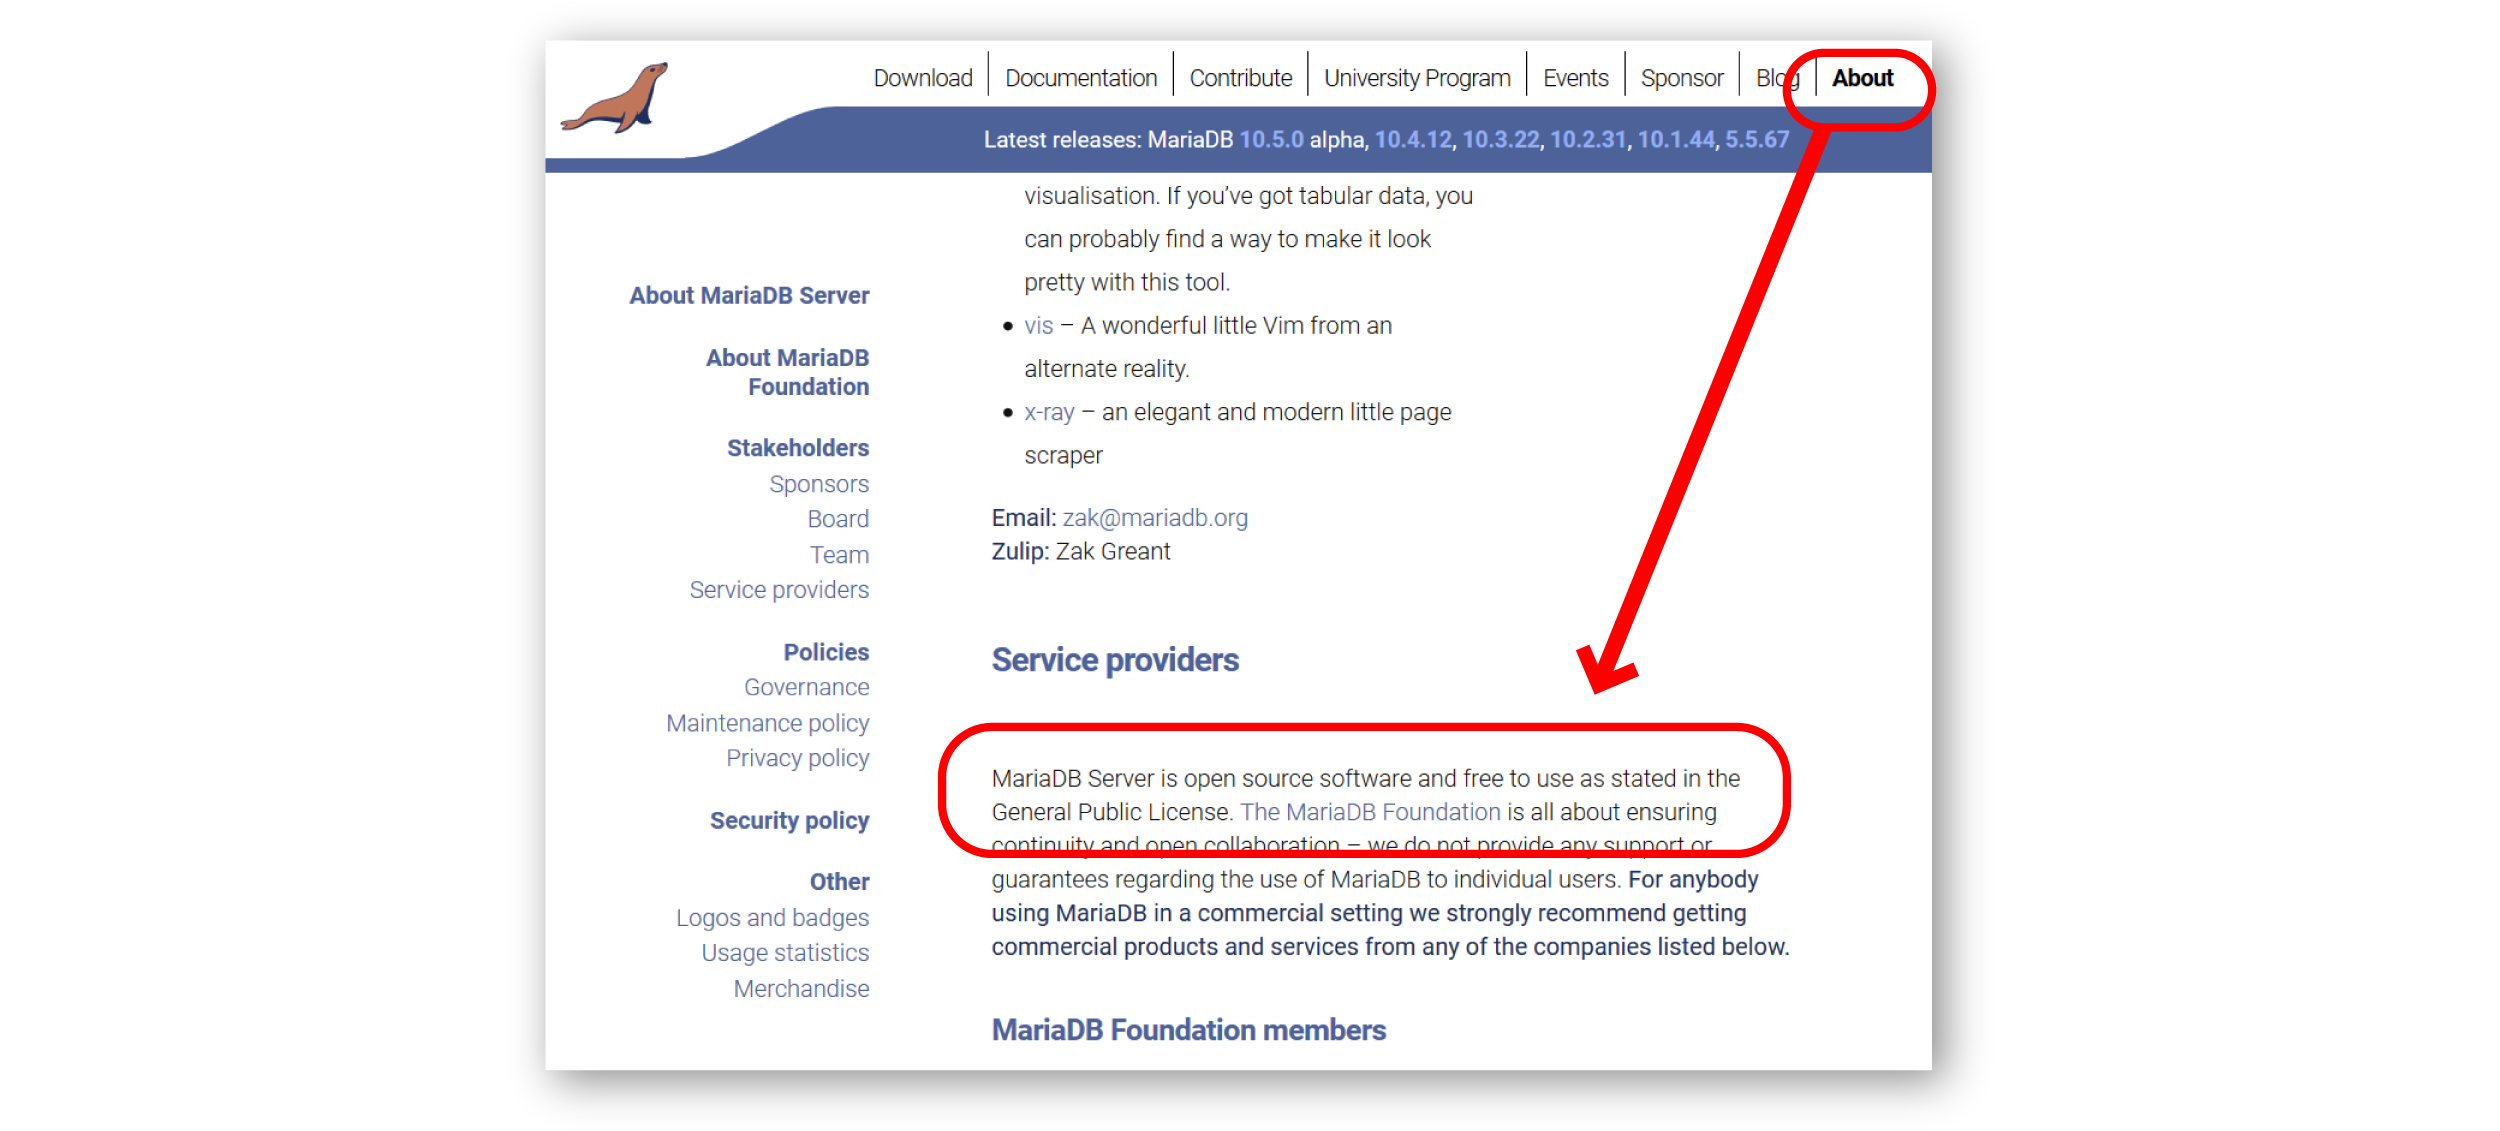 Download Documentation Contribute University Program Events Sponsor Blog About
Latest releases: MariaDB 10.5.0 alpha, 10.4.12, 10.3.22, 10.2.31, 10.1.44, 5.5.67
About MariaDB Server
About MariaDB
Foundation
Stakeholders
Sponsors
Board
Team
Service providers
Policies
Governance
Maintenance policy
Privacy policy
Security policy
Other
Logos and badges
Usage statistics
Merchandise
visualisation. If you’ve got tabular data, you
can probably find a way to make it look
pretty with this tool.
• vis – A wonderful little Vim from an
alternate reality.
• x-ray – an elegant and modern little page
scraper
Email: zak@mariadb.org
Zulip: Zak Greant
Service providers
MariaDB Server is open source software and free to use as stated in the
General Public License. The MariaDB Foundation is all about ensuring
continuity and open collaboration – we do not provide any support or
guarantees regarding the use of MariaDB to individual users. For anybody
using MariaDB in a commercial setting we strongly recommend getting
commercial products and services from any of the companies listed below.
MariaDB Foundation members